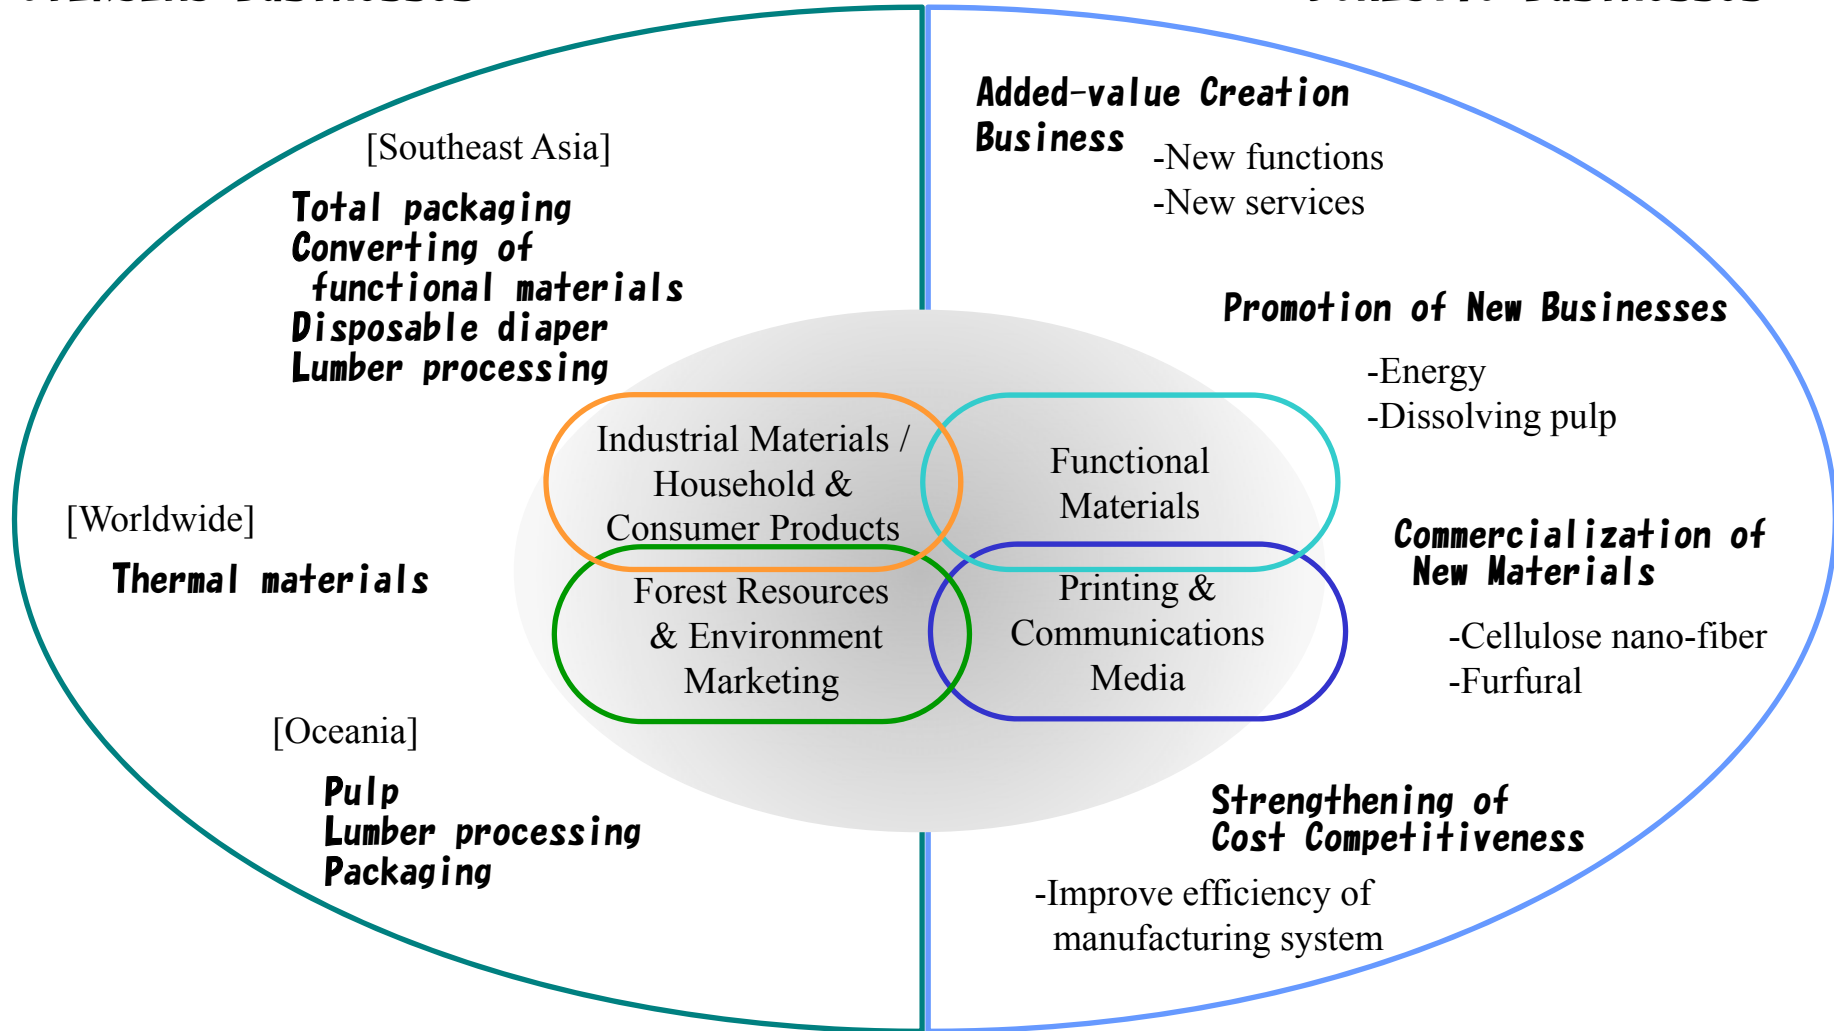 Businesses
Businesses
[Southeast Asia]
Total packaging
Converting of
functional materials
Disposable diaper
Lumber processing
[Worldwide]
Thermal materials
[Oceania]
Pulp
Lumber processing
Packaging
Industrial Materials /
Household &
Consumer Products
Functional
Materials
Forest Resources
& Environment
Marketing
Printing &
Communications
Media
Added-value Creation
Business
-New functions
-New services
Promotion of New Businesses
-Energy
-Dissolving pulp
Commercialization of
New Materials
-Cellulose nano-fiber
-Furfural
Strengthening of
Cost Competitiveness
-Improve efficiency of
manufacturing system